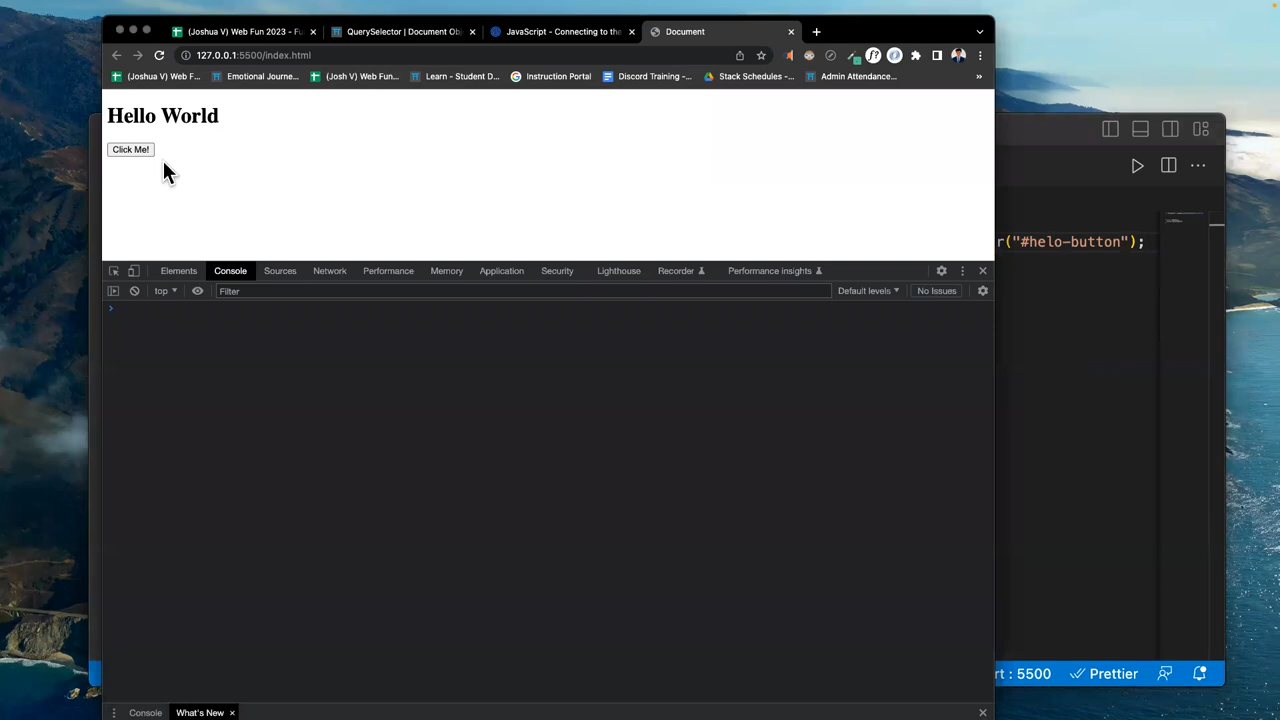 (Joshua V) Web Fun 2023 - Fu
QuerySelector | Document Obj
JavaScript - Connecting to the
Document
127.0.0.1:5500/index.html
(Joshua V) Web F...
Emotional Journe...
(Josh V) Web Fun...
Learn - Student D...
Instruction Portal
Discord Training -...
Stack Schedules -...
Admin Attendance...
»
Hello World
Click Me!
r("#helo-button");
Elements
Console
Sources
Network
Performance
Memory
Application
Security
Lighthouse
Recorder
Performance insights
top
Filter
Default levels
No Issues
rt : 5500
Prettier
Console
What's New